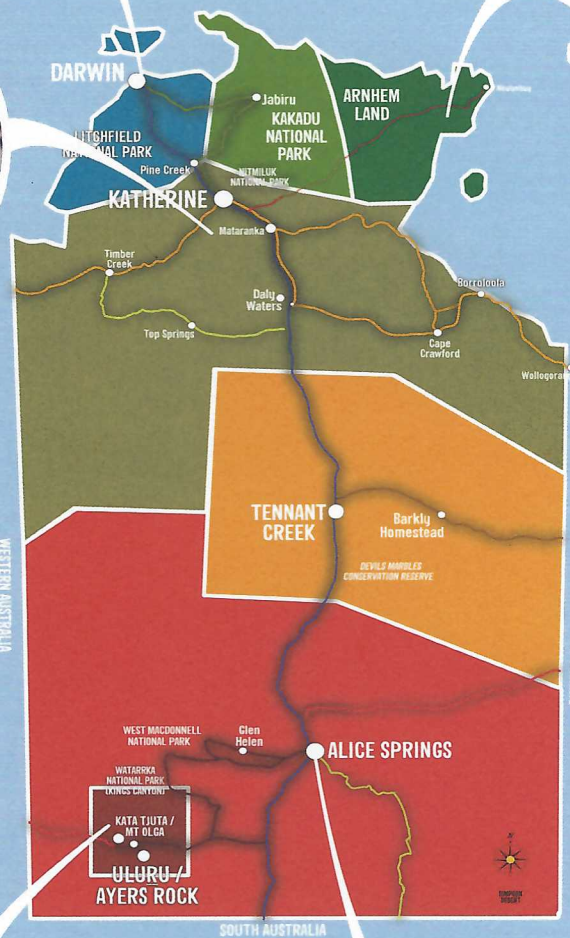 DARWIN
Jabiru
KAKADU
NATIONAL
PARK
ARNHEM
LAND
LITCHFIELD
NATIONAL PARK
Pine Creek
NITMILUK
NATIONAL PARK
KATHERINE
Mataranka
Timber
Creek
Borroloola
Daly
Waters
Top Springs
Cape
Crawford
TENNANT
CREEK
Barkly
Homestead
DEVILS MARBLES
CONSERVATION RESERVE
WESTERN AUSTRALIA
WEST MACDONNELL
NATIONAL PARK
Glen
Helen
ALICE SPRINGS
WATARRKA
NATIONAL PARK
(KINGS CANYON)
KATA TJUTA /
MT OLGA
ULURU /
AYERS ROCK
N
SIMPSON
DESERT
SOUTH AUSTRALIA